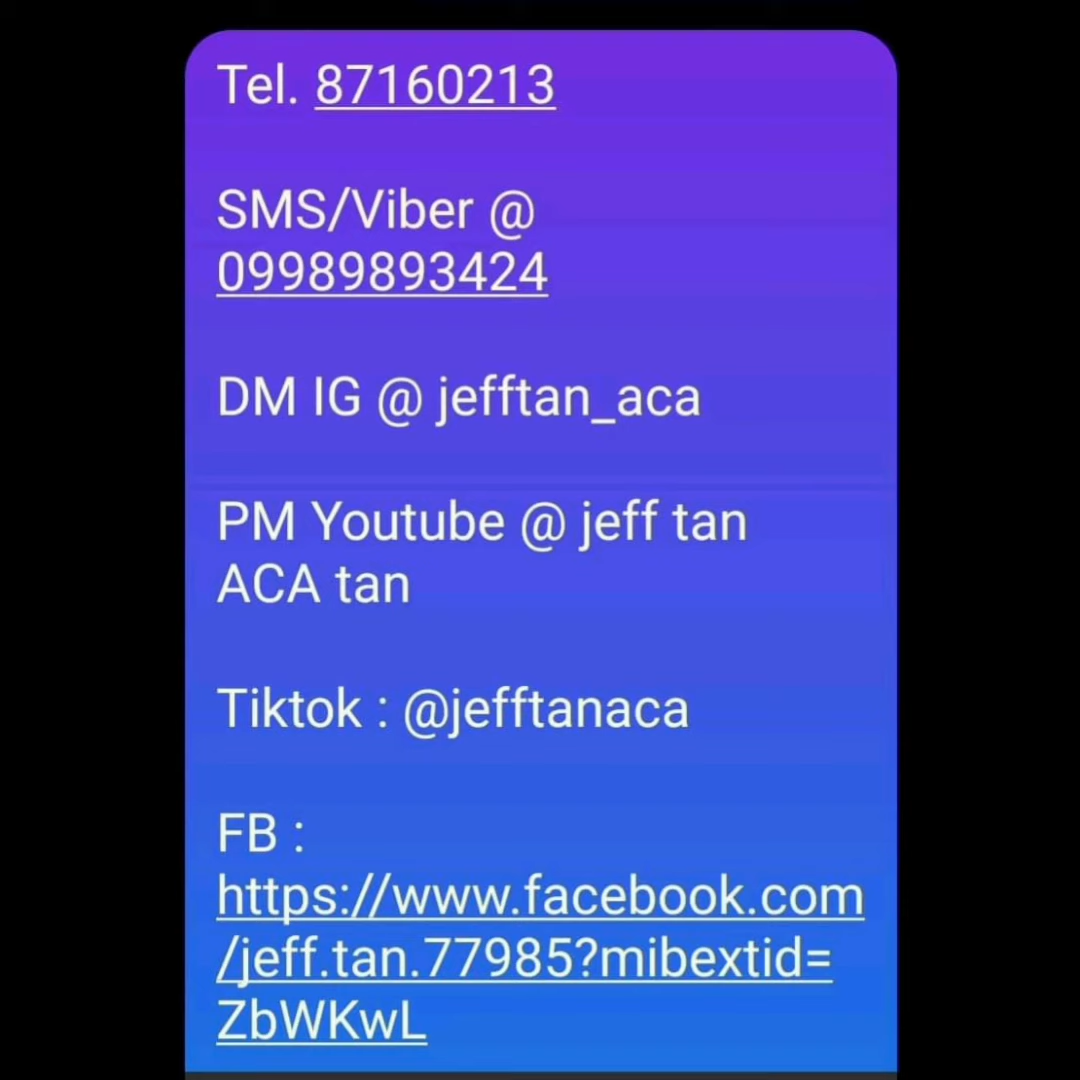 Tel. 87160213
SMS/Viber @
09989893424
DM IG @ jefftan_aca
PM Youtube @ jeff tan
ACA tan
Tiktok : @jefftanaca
FB :
https://www.facebook.com
/jeff.tan.77985?mibextid=
ZbWKwL